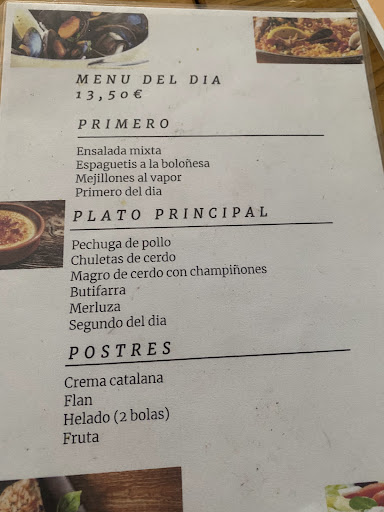 MENU DEL DIA
13,50€
PRIMERO
Ensalada mixta
Espaguetis a la boloñesa
Mejillones al vapor
Primero del dia
PLATO PRINCIPAL
Pechuga de pollo
Chuletas de cerdo
Magro de cerdo con champiñones
Butifarra
Merluza
Segundo del dia
POSTRES
Crema catalana
Flan
Helado (2 bolas)
Fruta